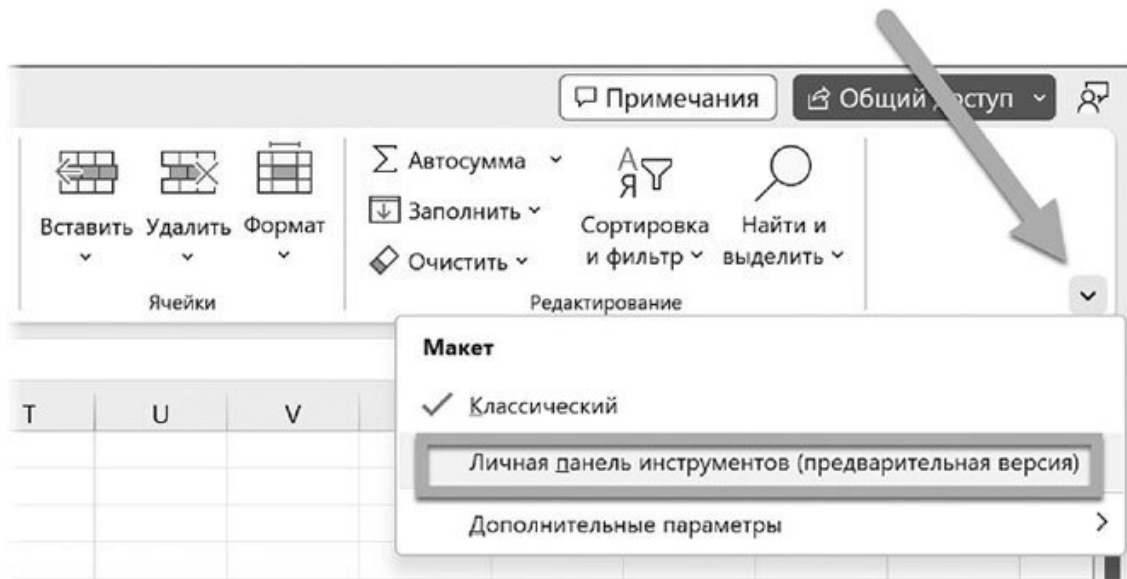 Примечания
Общий доступ
Автосумма
Вставить Удалить Формат
Заполнить
Сортировка
и фильтр
Найти и
выделить
Очистить
Ячейки
Редактирование
Макет
T U V
Классический
Личная панель инструментов (предварительная версия)
Дополнительные параметры